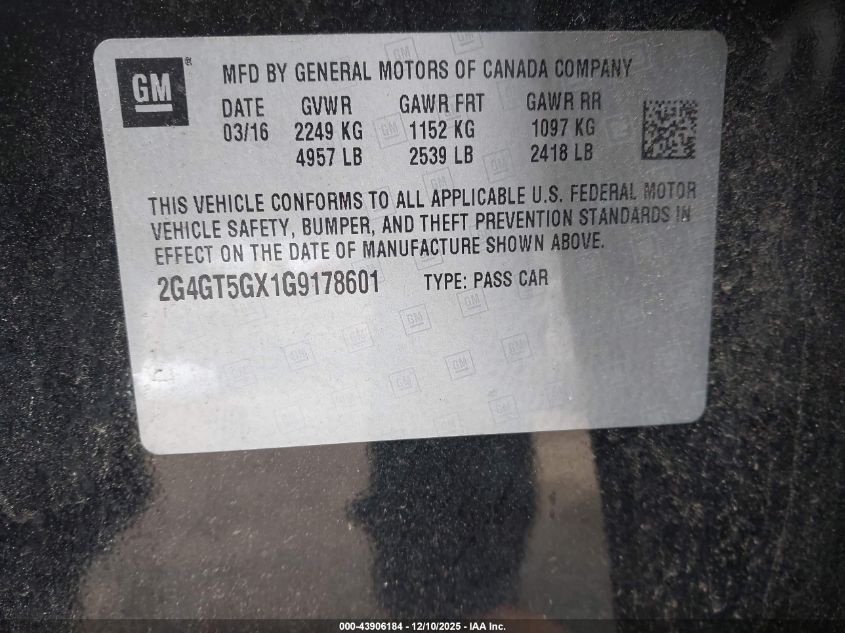 GM ®
MFD BY GENERAL MOTORS OF CANADA COMPANY
DATE GVWR GAWR FRT GAWR RR
03/16 2249 KG 1152 KG 1097 KG
4957 LB 2539 LB 2418 LB
THIS VEHICLE CONFORMS TO ALL APPLICABLE U.S. FEDERAL MOTOR
VEHICLE SAFETY, BUMPER, AND THEFT PREVENTION STANDARDS IN
EFFECT ON THE DATE OF MANUFACTURE SHOWN ABOVE.
2G4GT5GX1G9178601 TYPE: PASS CAR
000-43906184 - 12/10/2025 - IAA Inc.